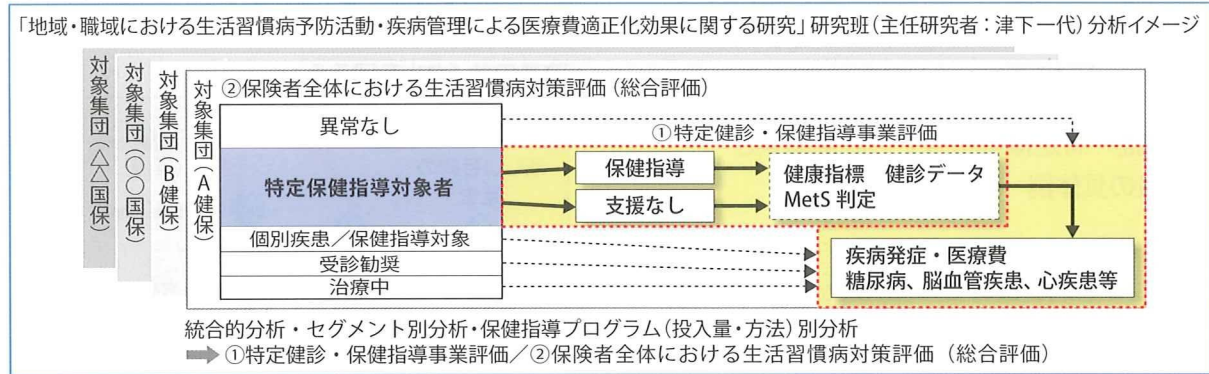 「地域・職域における生活習慣病予防活動・疾病管理による医療費適正化効果に関する研究」研究班（主任研究者：津下一代）分析イメージ
対象集団（△△国保）
対象集団（○○国保）
対象集団（B健保）
対象集団（A健保）
②保険者全体における生活習慣病対策評価（総合評価）
異常なし
①特定健診・保健指導事業評価
特定保健指導対象者
保健指導
支援なし
健康指標　健診データ
MetS 判定
個別疾患／保健指導対象
受診勧奨
治療中
疾病発症・医療費
糖尿病、脳血管疾患、心疾患等
統合的分析・セグメント別分析・保健指導プログラム（投入量・方法）別分析
①特定健診・保健指導事業評価／②保険者全体における生活習慣病対策評価（総合評価）